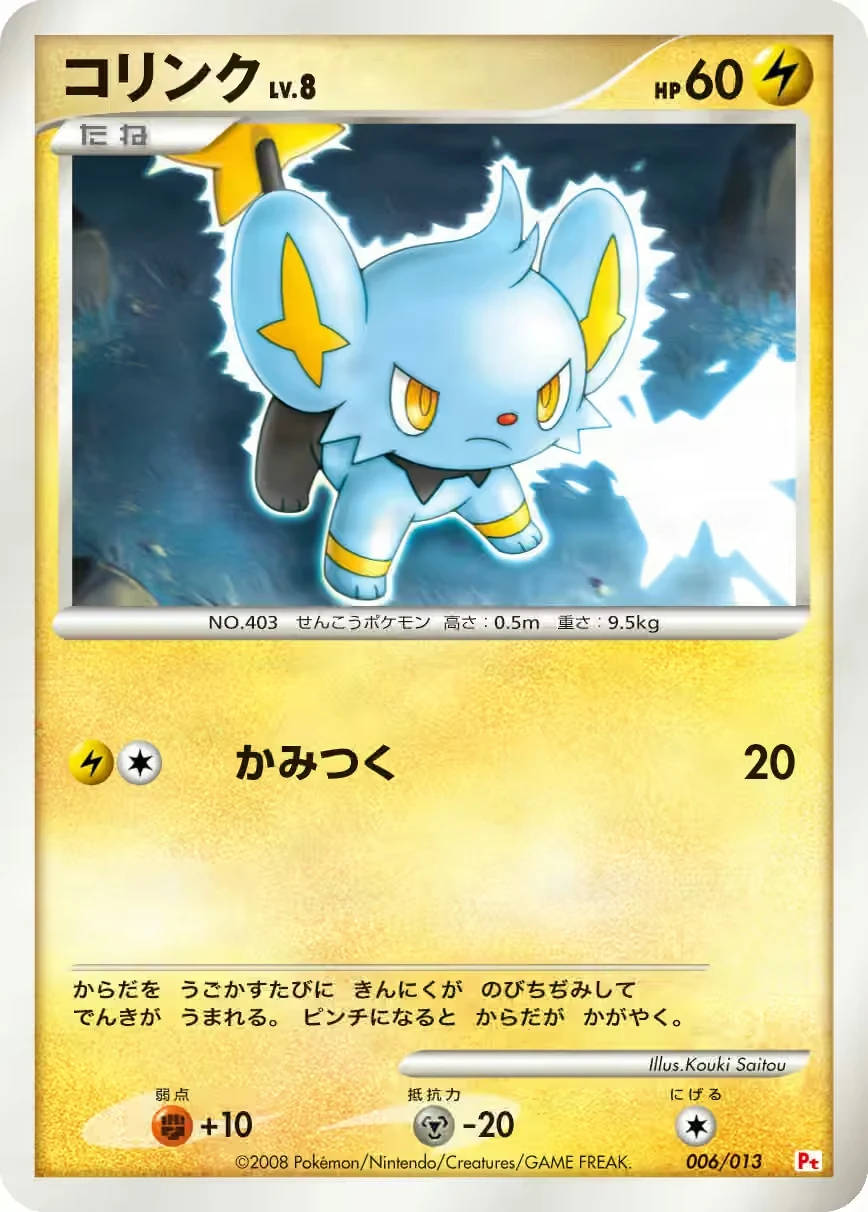 コリンク LV.8 HP 60
たね
NO.403 せんこうポケモン 高さ：0.5m 重さ：9.5kg
かみつく 20
からだを うごかすたびに きんにくが のびちぢみして
でんきが うまれる。 ピンチになると からだが かがやく。
Illus.Kouki Saitou
弱点 抵抗力 にげる
+10 -20
©2008 Pokémon/Nintendo/Creatures/GAME FREAK. 006/013 Pt